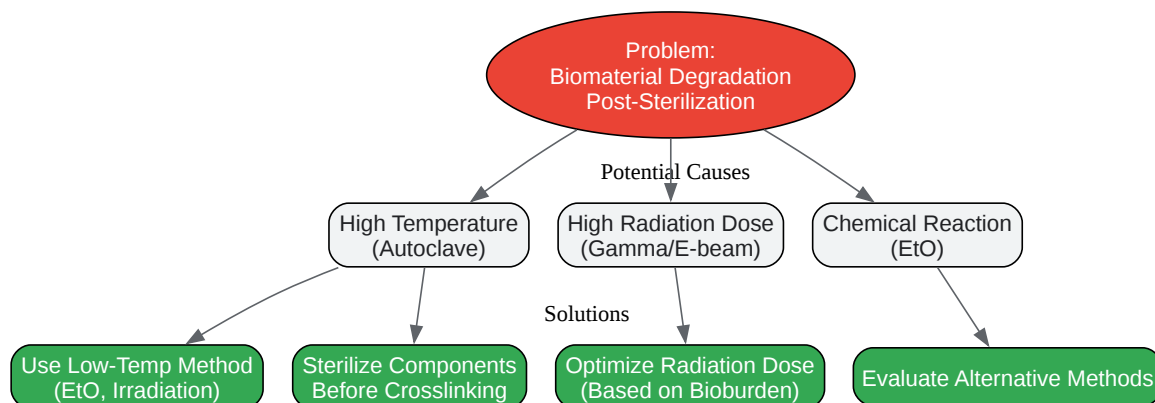 Problem:
Biomaterial Degradation
Post-Sterilization
Potential Causes
High Temperature
(Autoclave)
High Radiation Dose
(Gamma/E-beam)
Chemical Reaction
(EtO)
Solutions
Use Low-Temp Method
(EtO, Irradiation)
Sterilize Components
Before Crosslinking
Optimize Radiation Dose
(Based on Bioburden)
Evaluate Alternative Methods